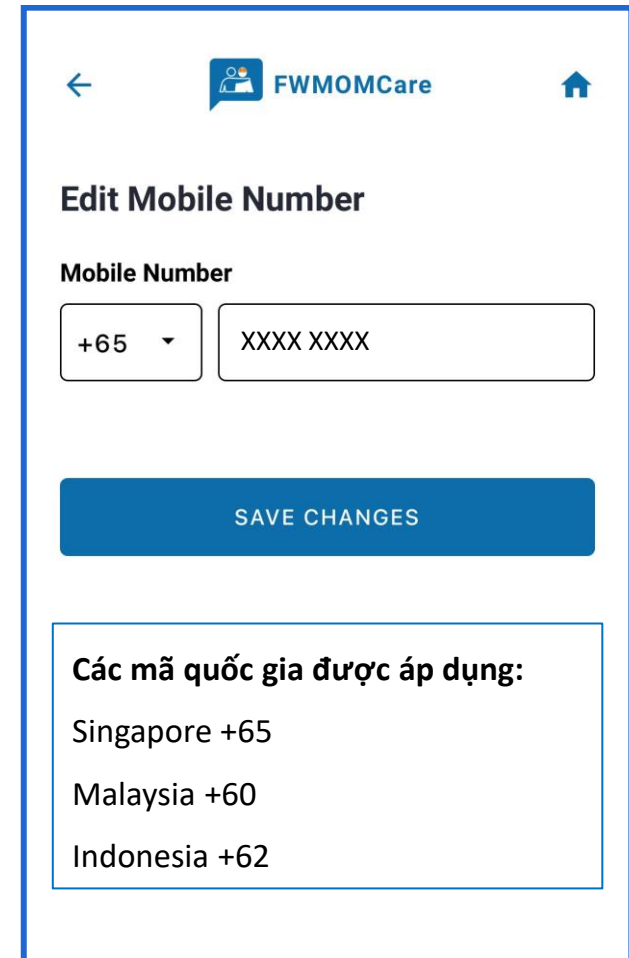 FWMOMCare
Edit Mobile Number
Mobile Number
+65 XXXX XXXX
SAVE CHANGES
Các mã quốc gia được áp dụng:
Singapore +65
Malaysia +60
Indonesia +62